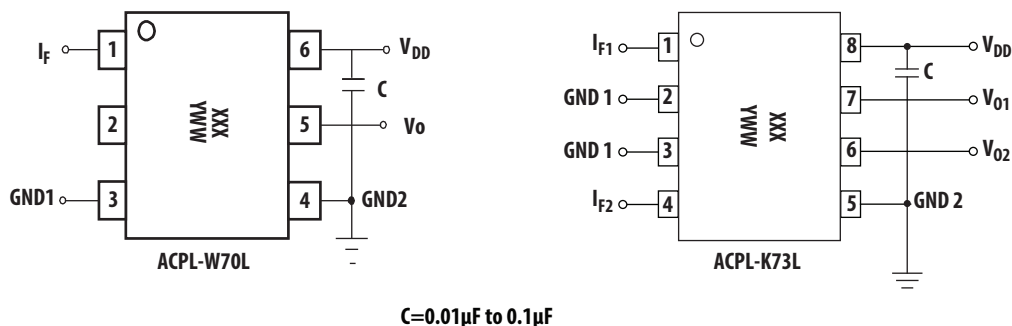 I_F
1
6
V_DD
C
2
XXX
YWW
5
Vo
GND1
3
4
GND2
ACPL-W70L
I_F1
1
8
V_DD
C
GND 1
2
7
V_O1
XXX
YWW
GND 1
3
6
V_O2
I_F2
4
5
GND 2
ACPL-K73L
C=0.01µF to 0.1µF